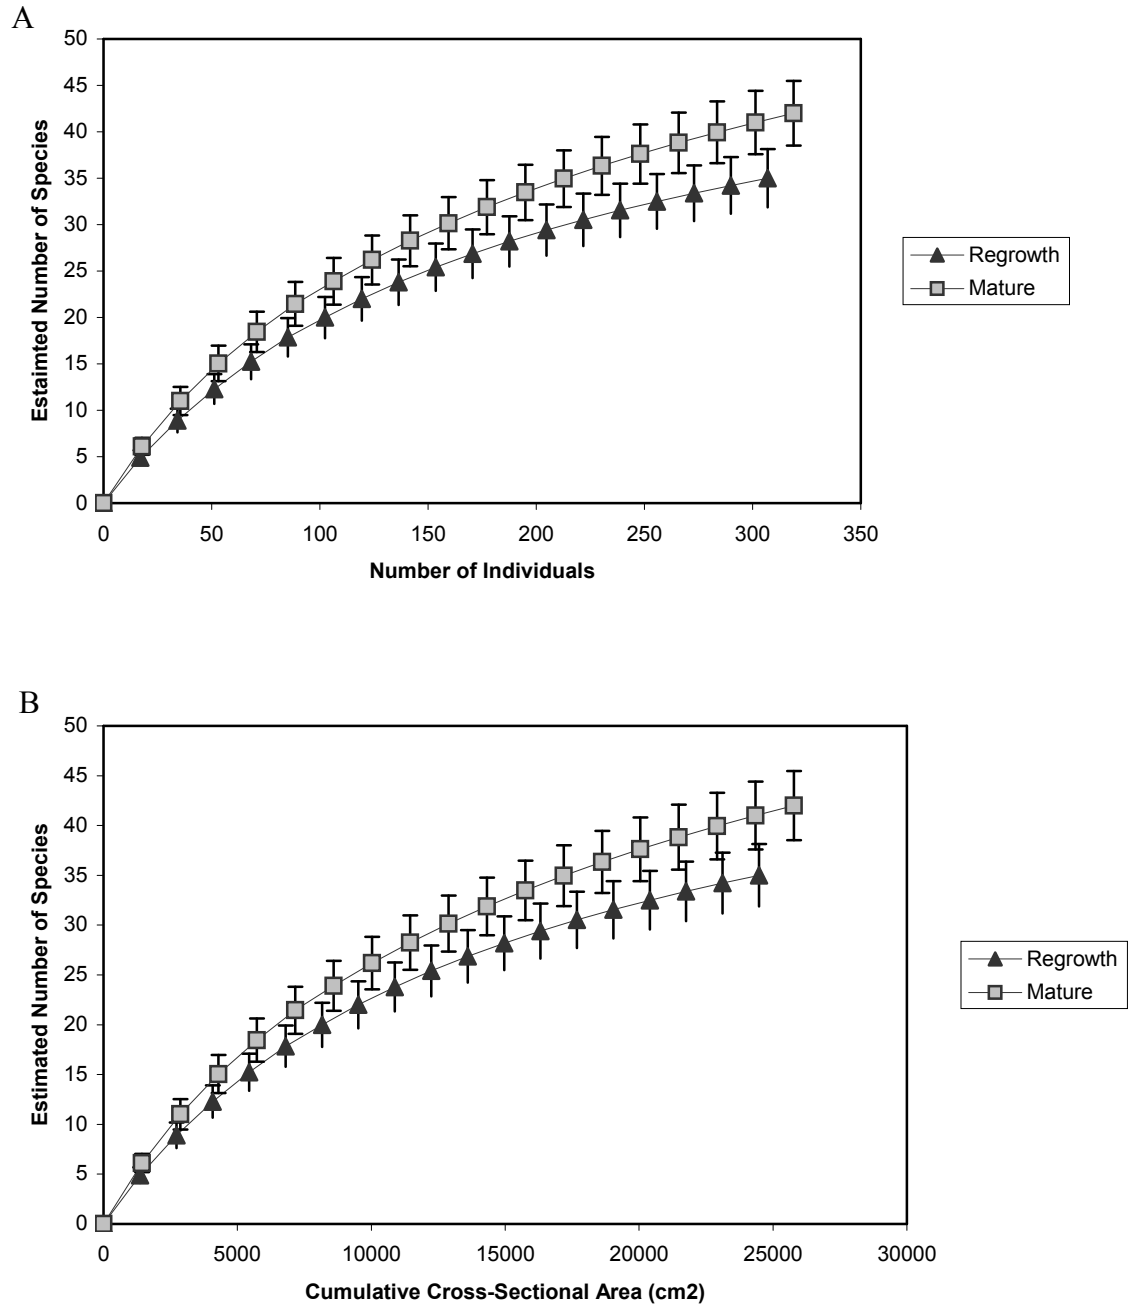 A
50
45
40
35
30
25
20
15
10
5
0
Estaimted Number of Species
0 50 100 150 200 250 300 350
Number of Individuals
Regrowth
Mature
B
50
45
40
35
30
25
20
15
10
5
0
Estimated Number of Species
0 5000 10000 15000 20000 25000 30000
Cumulative Cross-Sectional Area (cm2)
Regrowth
Mature